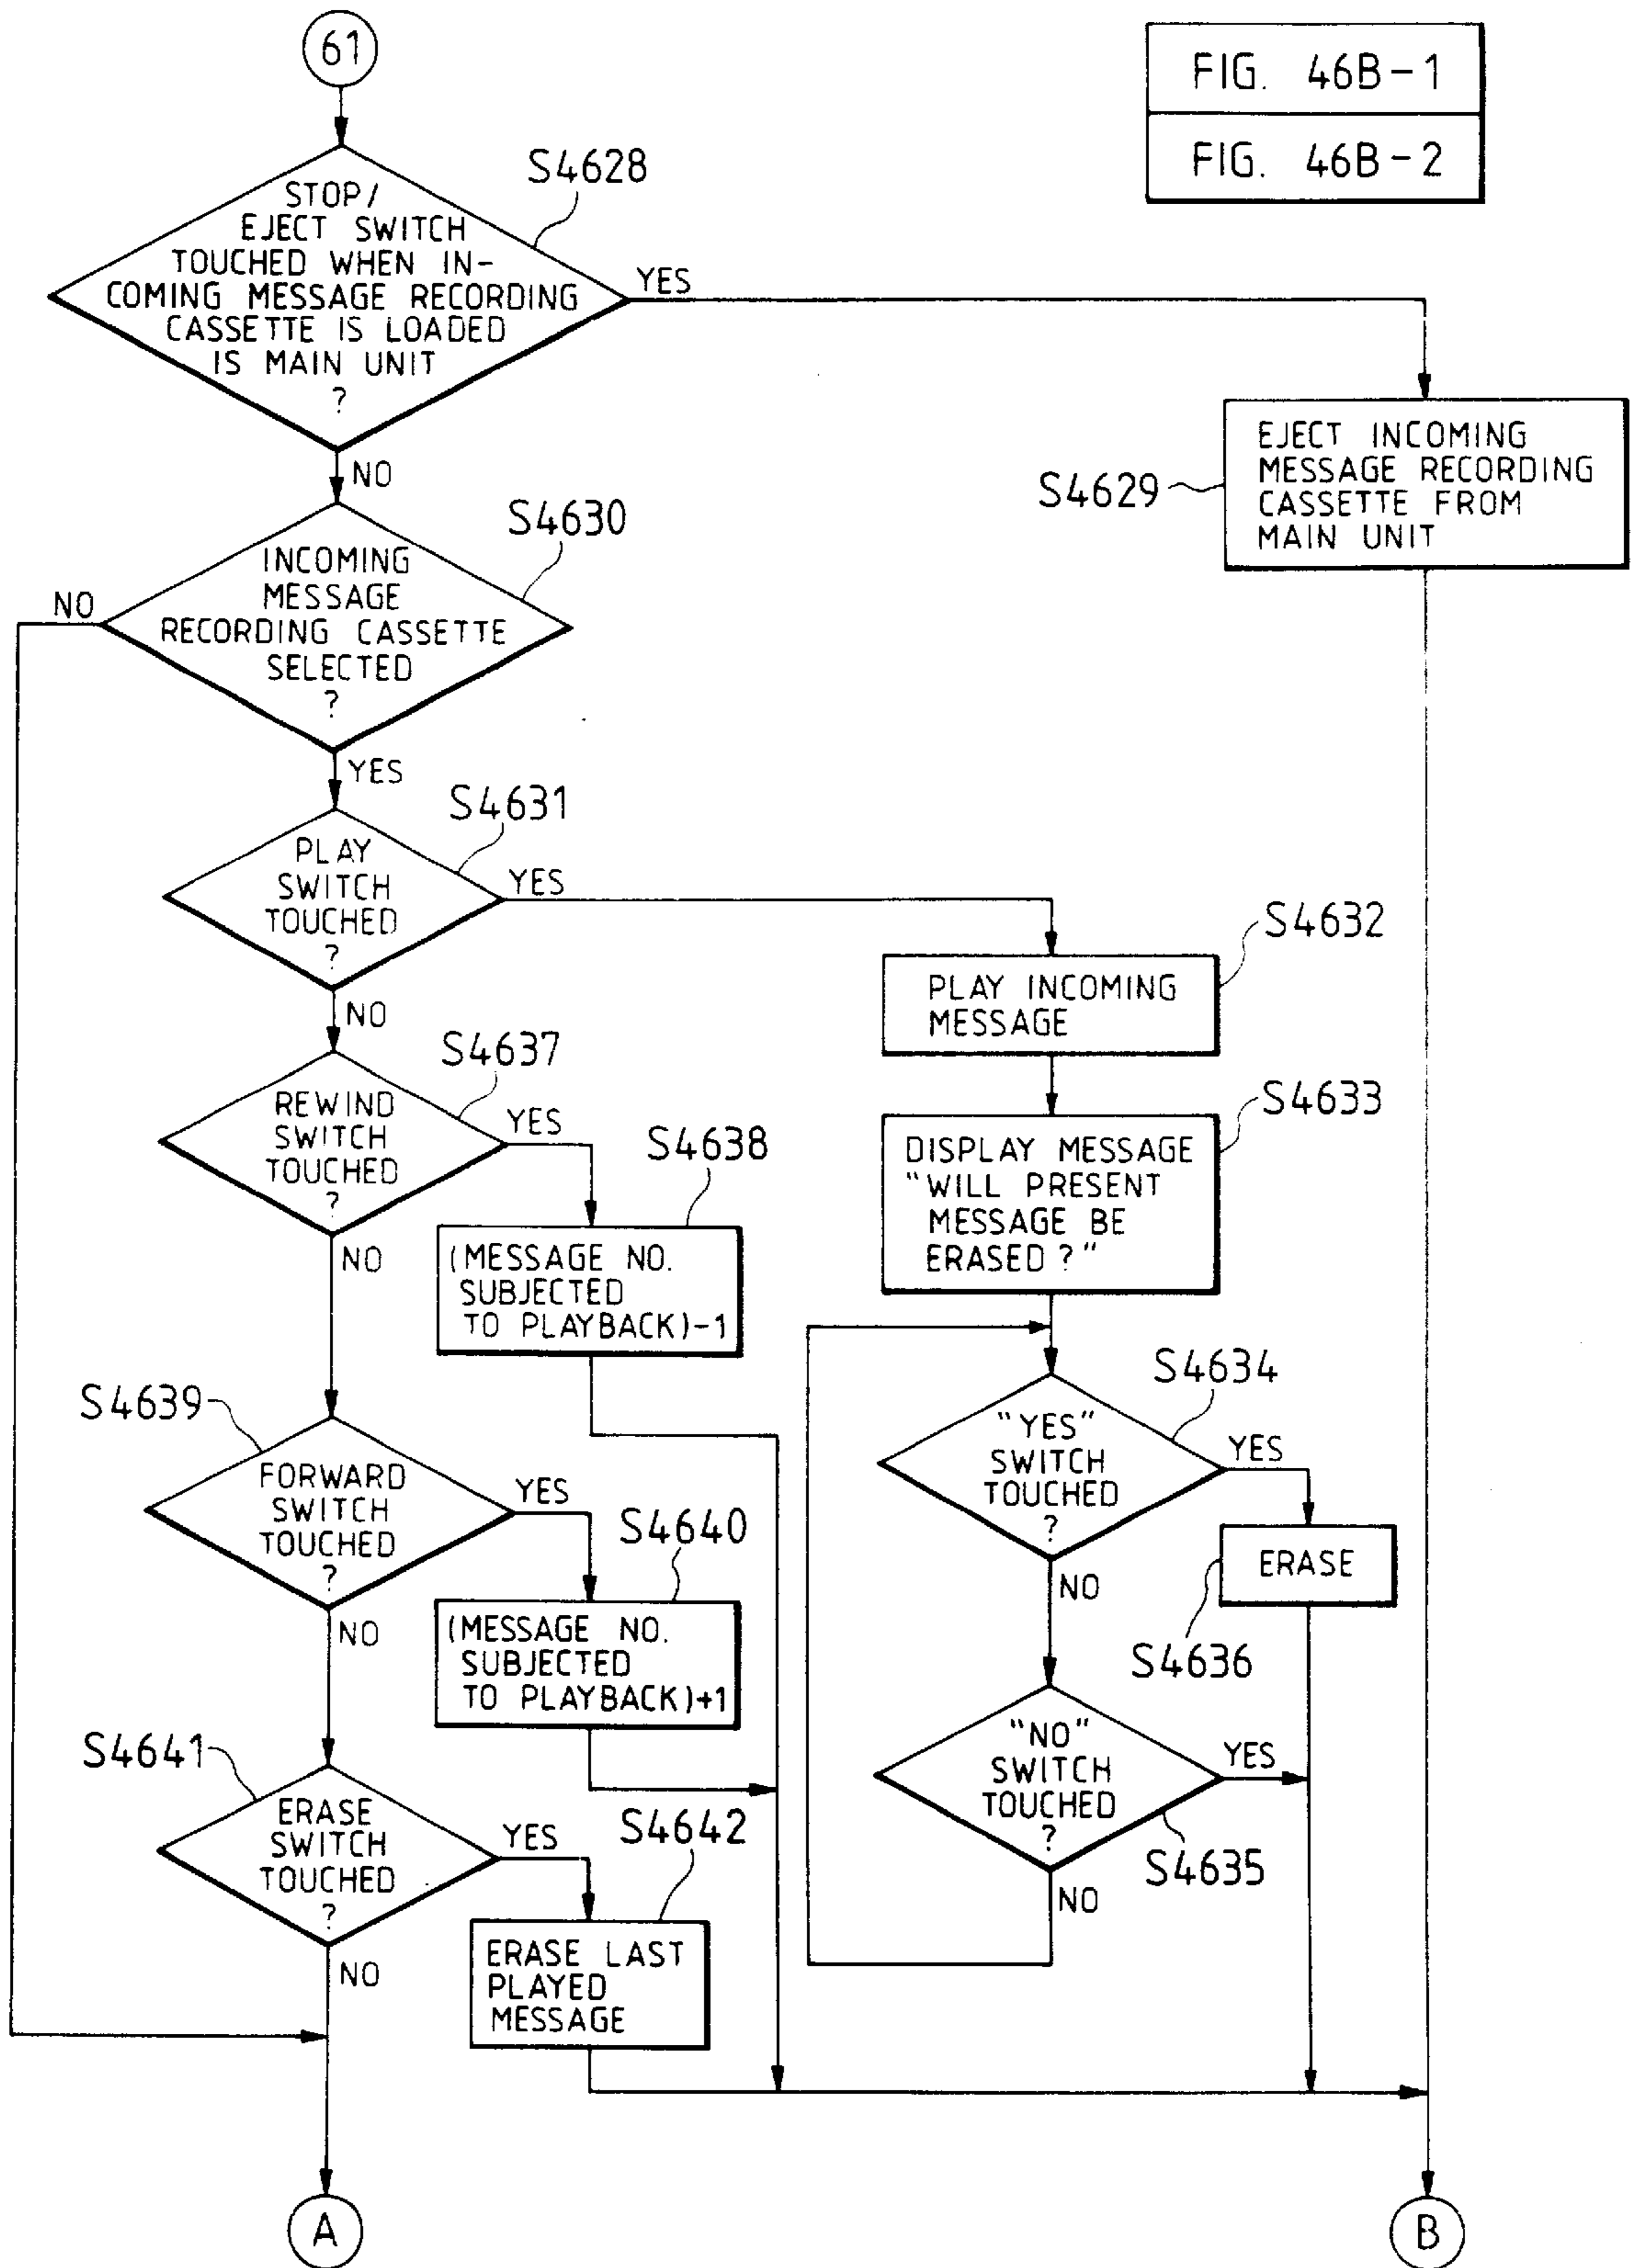 61
FIG. 46B-1
FIG. 46B-2
S4628
STOP/
EJECT SWITCH
TOUCHED WHEN IN-
COMING MESSAGE RECORDING
CASSETTE IS LOADED
IS MAIN UNIT
?
YES
NO
S4629
EJECT INCOMING
MESSAGE RECORDING
CASSETTE FROM
MAIN UNIT
S4630
INCOMING
MESSAGE
RECORDING CASSETTE
SELECTED
?
NO
YES
S4631
PLAY
SWITCH
TOUCHED
?
YES
NO
S4632
PLAY INCOMING
MESSAGE
S4633
DISPLAY MESSAGE
"WILL PRESENT
MESSAGE BE
ERASED?"
S4637
REWIND
SWITCH
TOUCHED
?
YES
NO
S4638
(MESSAGE NO.
SUBJECTED
TO PLAYBACK)-1
S4634
"YES"
SWITCH
TOUCHED
?
YES
NO
ERASE
S4636
S4639
FORWARD
SWITCH
TOUCHED
?
YES
NO
S4640
(MESSAGE NO.
SUBJECTED
TO PLAYBACK)+1
"NO"
SWITCH
TOUCHED
?
YES
S4635
NO
S4641
ERASE
SWITCH
TOUCHED
?
YES
NO
S4642
ERASE LAST
PLAYED
MESSAGE
A
B